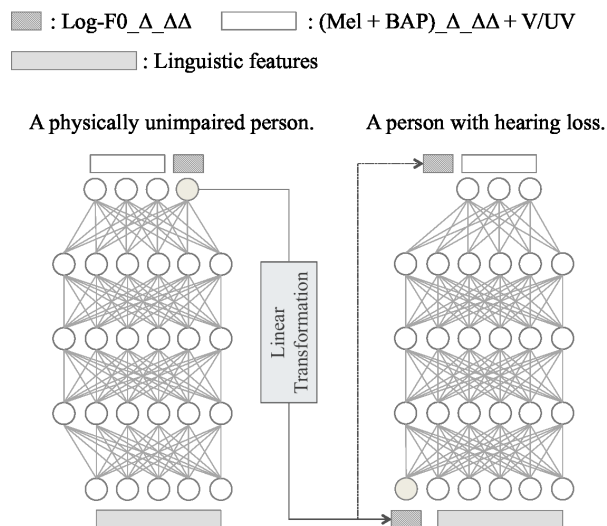 : Log-F0_Δ_ΔΔ : (Mel + BAP)_Δ_ΔΔ + V/UV
: Linguistic features
A physically unimpaired person. A person with hearing loss.
Linear
Transformation